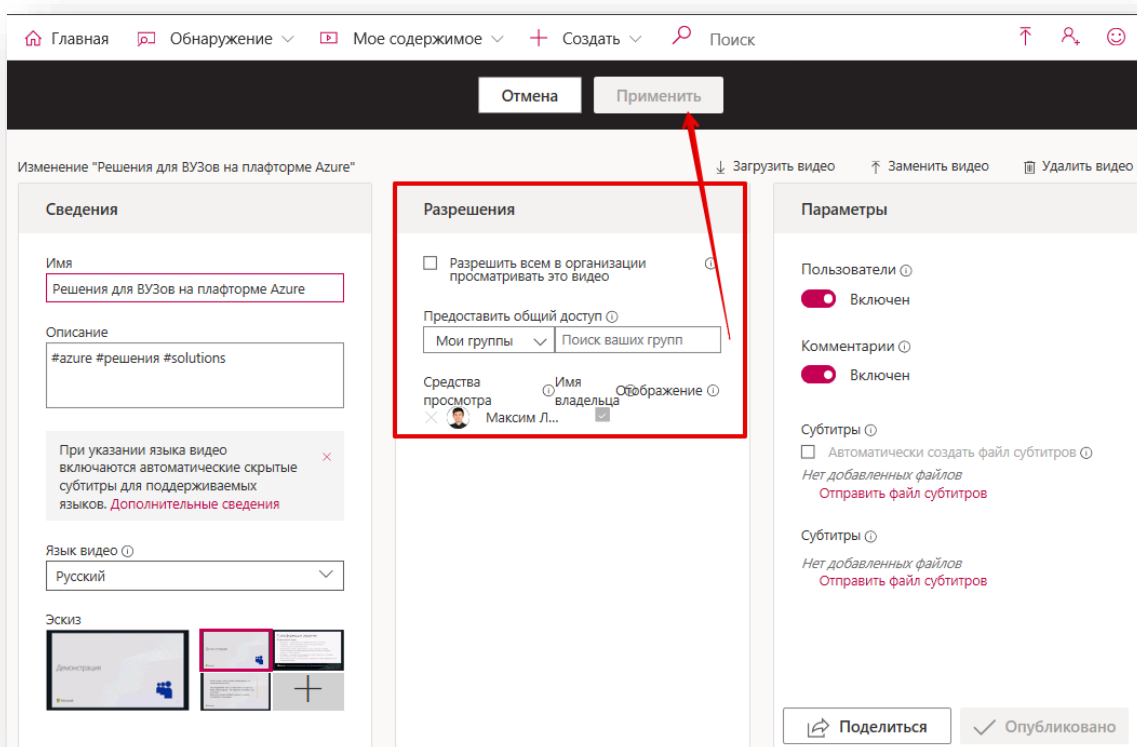 Главная
Обнаружение
Мое содержимое
Создать
Поиск
Отмена
Применить
Изменение "Решения для ВУЗов на плафторме Azure"
Загрузить видео
Заменить видео
Удалить видео
Сведения
Имя
Решения для ВУЗов на плафторме Azure
Описание
#azure #решения #solutions
При указании языка видео
включаются автоматические скрытые
субтитры для поддерживаемых
языков. Дополнительные сведения
Язык видео
Русский
Эскиз
Демонстрация
Разрешения
Разрешить всем в организации
просматривать это видео
Предоставить общий доступ
Мои группы
Поиск ваших групп
Средства
просмотра
Имя
владельца
Отображение
Максим Л...
Параметры
Пользователи
Включен
Комментарии
Включен
Субтитры
Автоматически создать файл субтитров
Нет добавленных файлов
Отправить файл субтитров
Субтитры
Нет добавленных файлов
Отправить файл субтитров
Поделиться
Опубликовано